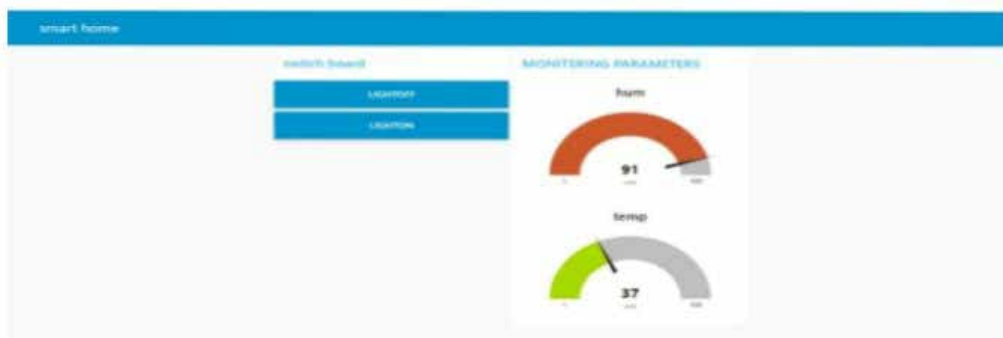 smart home
switch board
LIGHTOFF
LIGHTON
MONITERING PARAMETERS
hum
91
temp
37